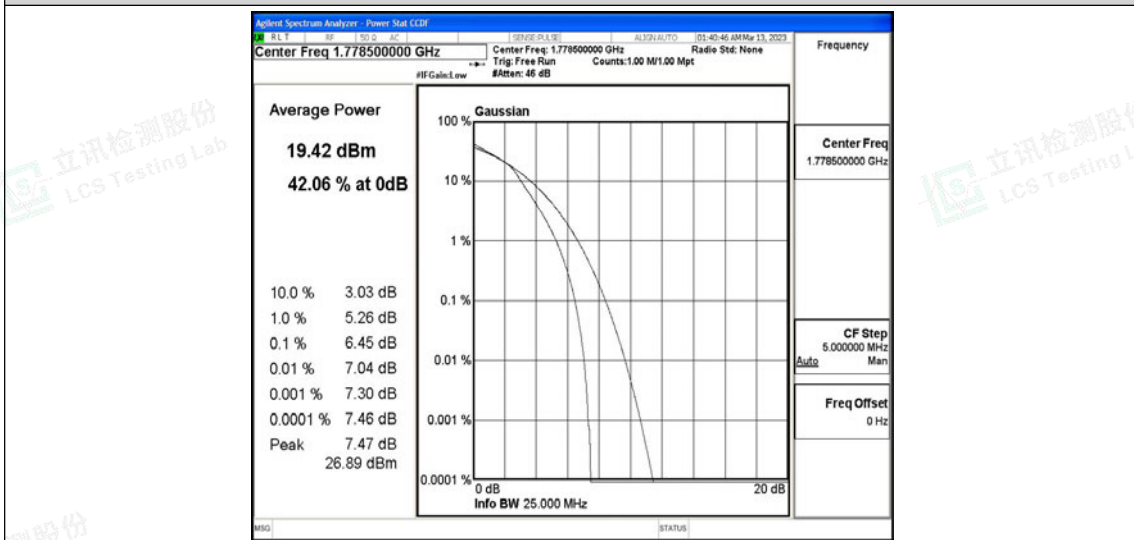 Agilent Spectrum Analyzer - Power Stat CCDF
LXI RLT RF 50 Ω AC SENSE:PULSE ALIGN AUTO 01:40:46 AM Mar 13, 2023
Center Freq 1.778500000 GHz
Center Freq: 1.778500000 GHz Radio Std: None
Trig: Free Run Counts:1.00 M/1.00 Mpt
#IFGain:Low #Atten: 46 dB
Frequency
Average Power
19.42 dBm
42.06 % at 0dB
10.0 % 3.03 dB
1.0 % 5.26 dB
0.1 % 6.45 dB
0.01 % 7.04 dB
0.001 % 7.30 dB
0.0001 % 7.46 dB
Peak 7.47 dB
26.89 dBm
Gaussian
100 %
10 %
1 %
0.1 %
0.01 %
0.001 %
0.0001 %
0 dB 20 dB
Info BW 25.000 MHz
Center Freq
1.778500000 GHz
CF Step
5.000000 MHz
Auto Man
Freq Offset
0 Hz
MSG STATUS
立讯检测股份
LCS Testing Lab
立讯检测股份
LCS Testing L